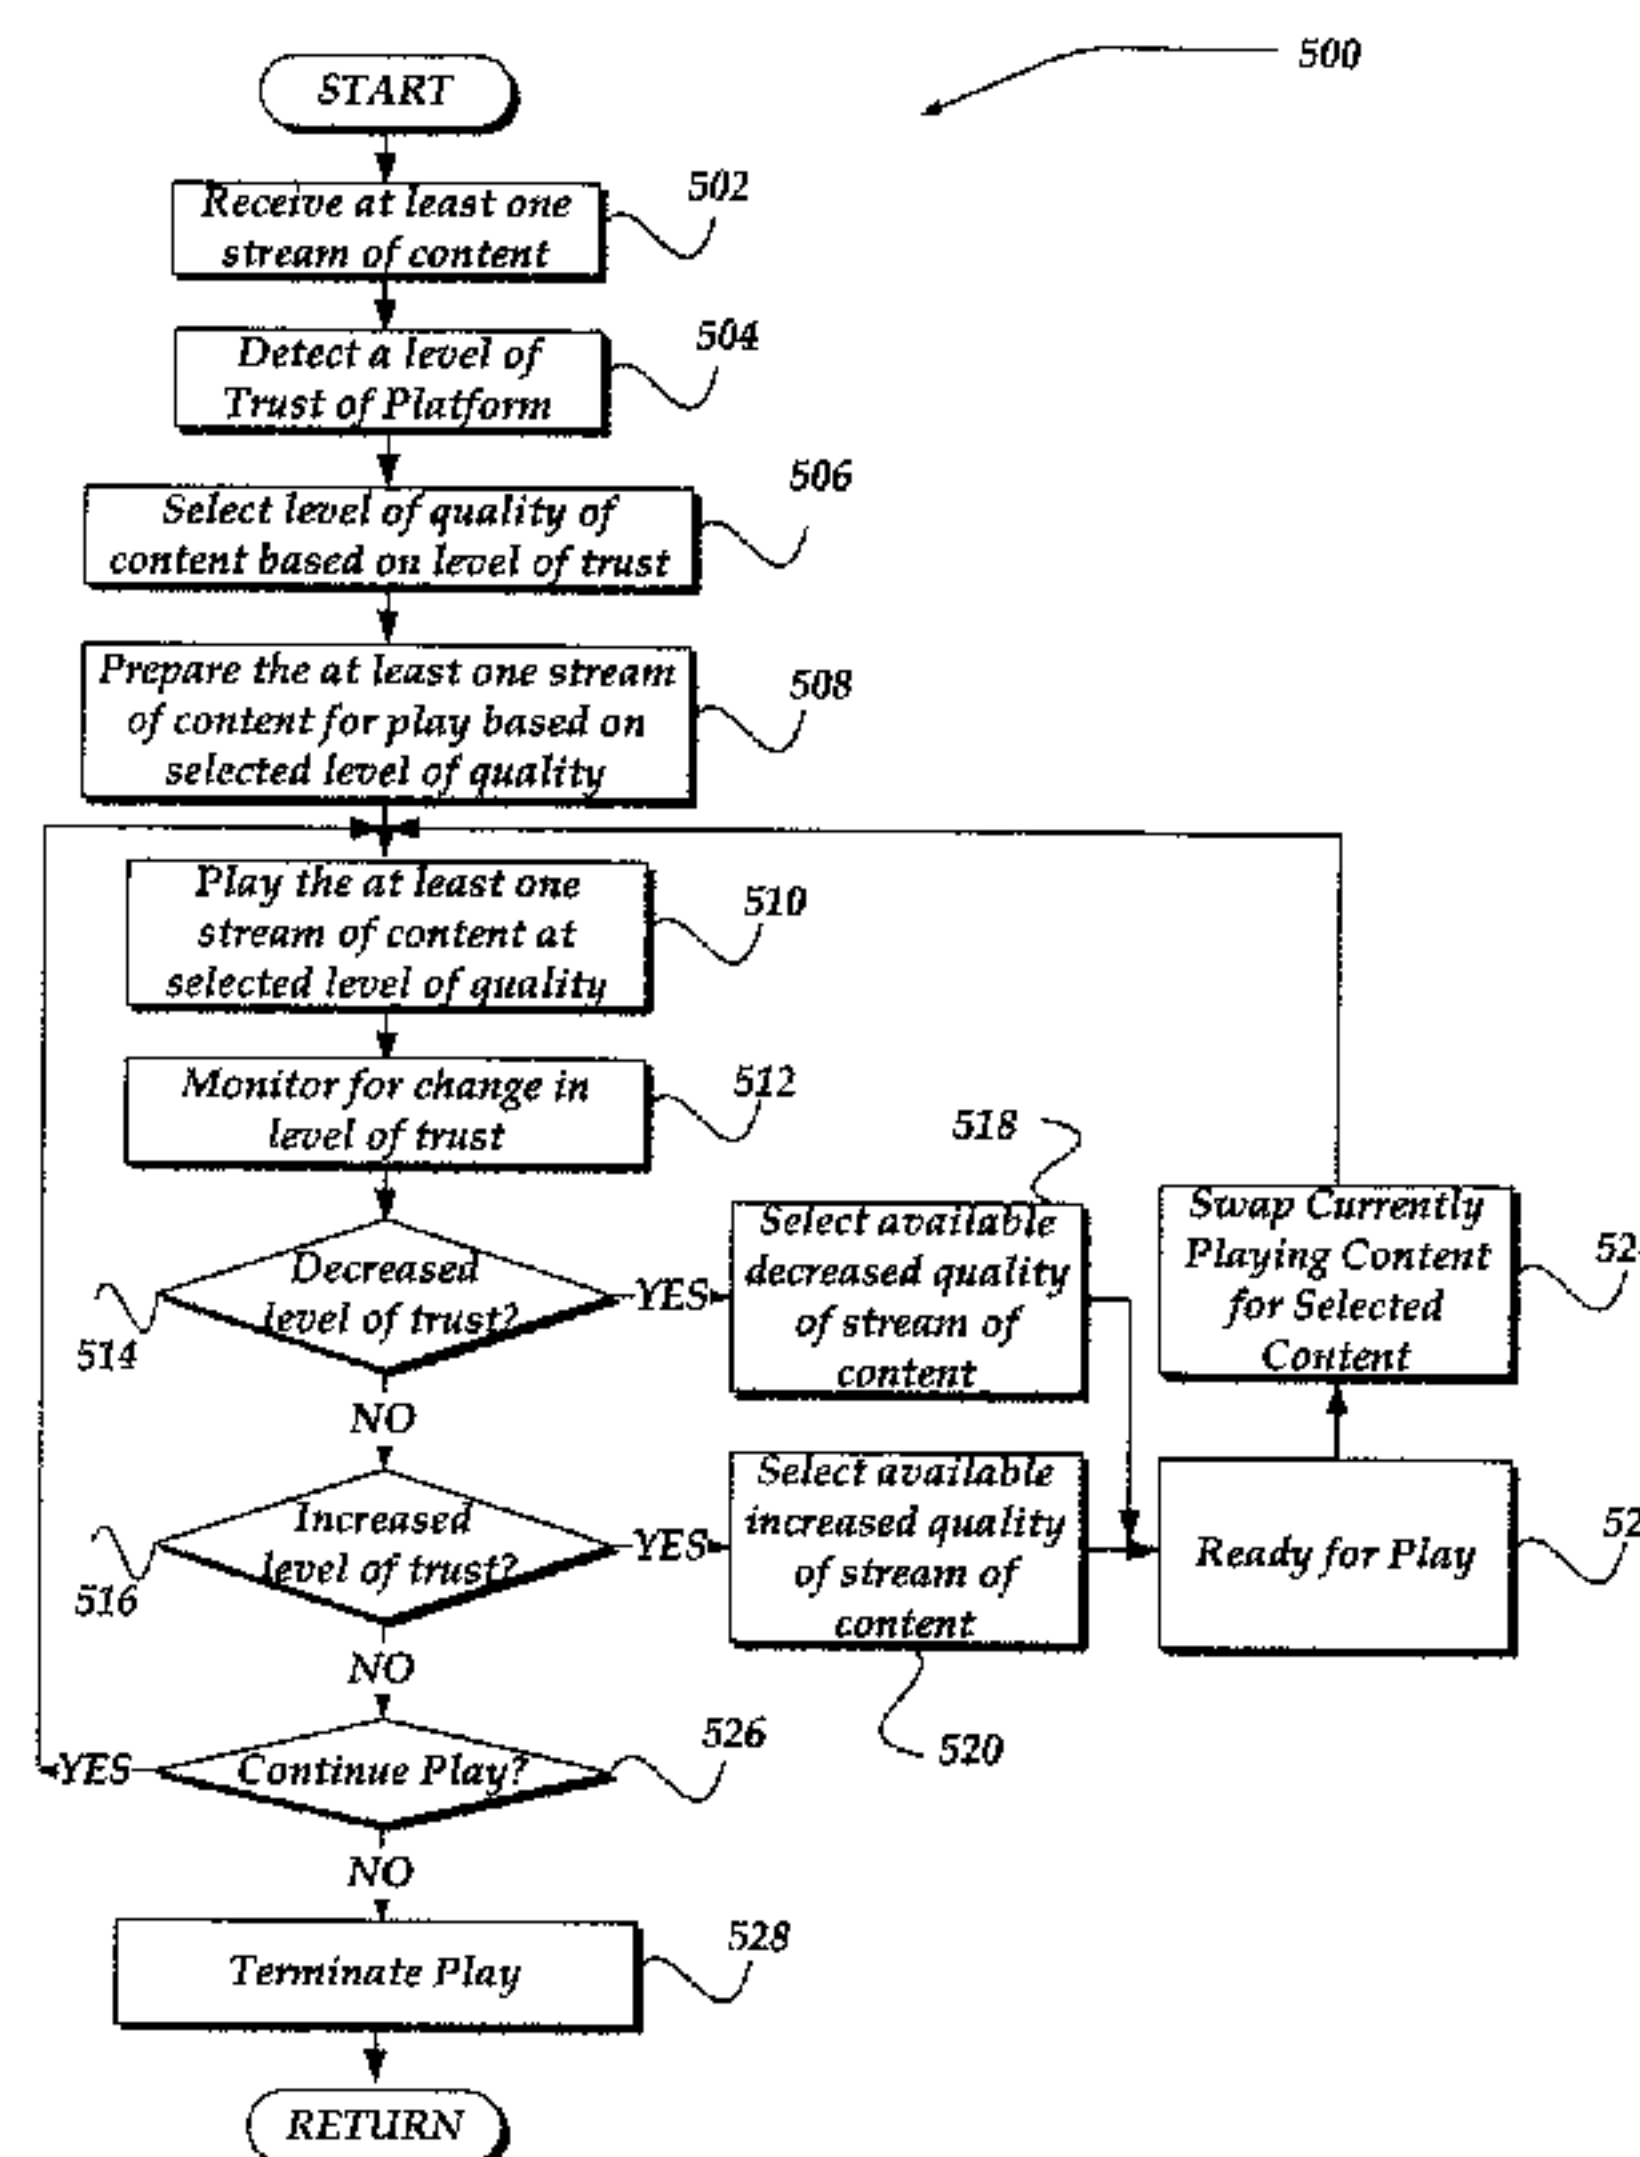 500
START
502
Receive at least one
stream of content
504
Detect a level of
Trust of Platform
506
Select level of quality of
content based on level of trust
508
Prepare the at least one stream
of content for play based on
selected level of quality
510
Play the at least one
stream of content at
selected level of quality
512
Monitor for change in
level of trust
514
Decreased
level of trust?
YES
NO
518
Select available
decreased quality
of stream of
content
Swap Currently
Playing Content
for Selected
Content
516
Increased
level of trust?
YES
NO
Select available
increased quality
of stream of
content
520
Ready for Play
526
Continue Play?
YES
NO
528
Terminate Play
RETURN